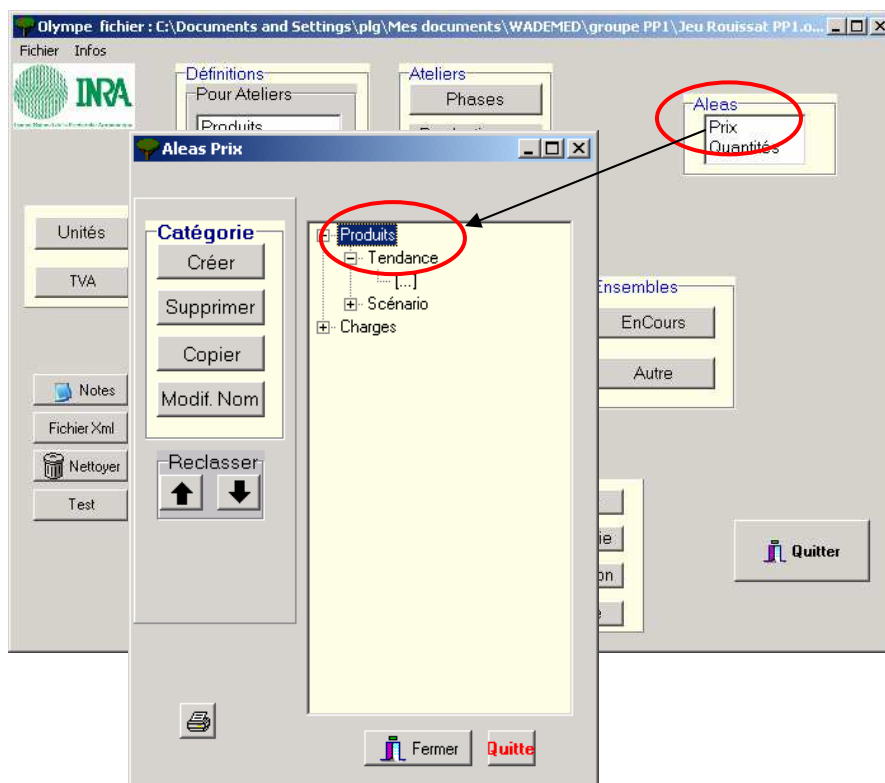 Olympe fichier : C:\Documents and Settings\plg\Mes documents\WADEMED\groupe PP1\Jeu Rouissat PP1.o...
Fichier Infos
INRA
Définitions
Pour Ateliers
Produits
Ateliers
Phases
Aleas
Prix
Quantités
Aleas Prix
Unités
TVA
Catégorie
Créer
Supprimer
Copier
Modif. Nom
Reclasser
Produits
Tendance
[...]
Scénario
Charges
Ensembles
EnCours
Autre
Notes
Fichier Xml
Nettoyer
Test
ie
on
Quitter
Fermer
Quitte